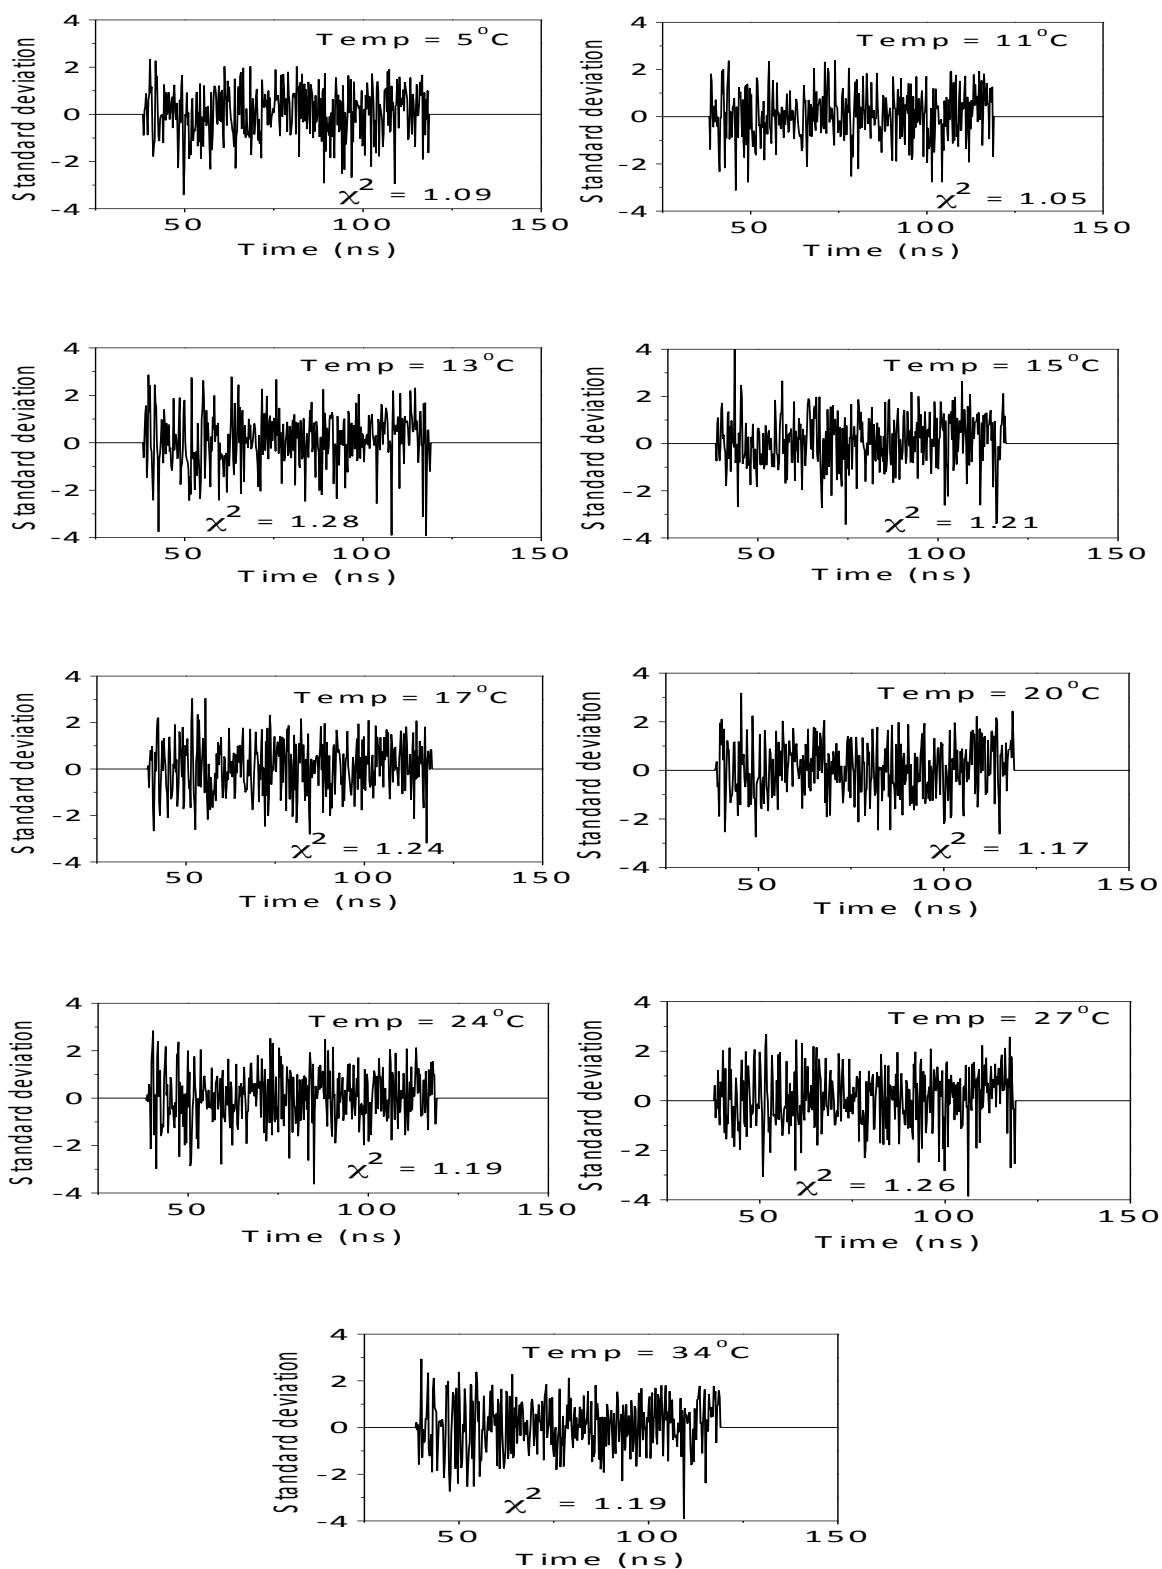 Temp = 5°C
Standard deviation
4
2
0
-2
-4
χ² = 1.09
50 100 150
Time (ns)
Temp = 11°C
Standard deviation
4
2
0
-2
-4
χ² = 1.05
50 100 150
Time (ns)
Temp = 13°C
Standard deviation
4
2
0
-2
-4
χ² = 1.28
50 100 150
Time (ns)
Temp = 15°C
Standard deviation
4
2
0
-2
-4
χ² = 1.21
50 100 150
Time (ns)
Temp = 17°C
Standard deviation
4
2
0
-2
-4
χ² = 1.24
50 100 150
Time (ns)
Temp = 20°C
Standard deviation
4
2
0
-2
-4
χ² = 1.17
50 100 150
Time (ns)
Temp = 24°C
Standard deviation
4
2
0
-2
-4
χ² = 1.19
50 100 150
Time (ns)
Temp = 27°C
Standard deviation
4
2
0
-2
-4
χ² = 1.26
50 100 150
Time (ns)
Temp = 34°C
Standard deviation
4
2
0
-2
-4
χ² = 1.19
50 100 150
Time (ns)